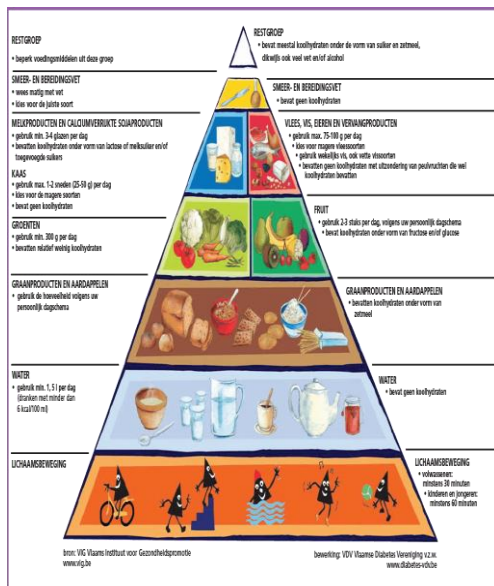 RESTGROEP
• beperk voedingsmiddelen uit deze groep
SMEER- EN BEREIDINGSVET
• wees matig met vet
• kies voor de juiste soort
MELKPRODUCTEN EN CALCIUMVERRIJKTE SOJAPRODUCTEN
• gebruik min. 3-4 glazen per dag
• bevatten koolhydraten onder vorm van lactose of melksuiker en/of
toegevoegde suikers
KAAS
• gebruik max. 1-2 sneden (25-50 g) per dag
• kies voor de magere soorten
• bevat geen koolhydraten
GROENTEN
• gebruik min. 300 g per dag
• bevatten relatief weinig koolhydraten
GRAANPRODUCTEN EN AARDAPPELEN
• gebruik de hoeveelheid volgens uw
persoonlijk dagschema
WATER
• gebruik min. 1,5 l per dag
(dranken met minder dan
6 kcal/100 ml)
LICHAAMSBEWEGING
RESTGROEP
• bevat meestal koolhydraten onder de vorm van suiker en zetmeel,
dikwijls ook veel vet en/of alcohol
SMEER- EN BEREIDINGSVET
• bevat geen koolhydraten
VLEES, VIS, EIEREN EN VERVANGPRODUCTEN
• gebruik max. 75-100 g per dag
• kies voor magere vleessoorten
• gebruik wekelijks vis, ook vette vissoorten
• bevatten geen koolhydraten met uitzondering van peulvruchten die wel
koolhydraten bevatten
FRUIT
• gebruik 2-3 stuks per dag, volgens uw persoonlijk dagschema
• bevat koolhydraten onder vorm van fructose en/of glucose
GRAANPRODUCTEN EN AARDAPPELEN
• bevatten koolhydraten onder vorm van
zetmeel
WATER
• bevat geen koolhydraten
LICHAAMSBEWEGING
• volwassenen:
minstens 30 minuten
• kinderen en jongeren:
minstens 60 minuten
bron: VIG Vlaams Instituut voor Gezondheidspromotie
www.vig.be
bewerking: VDV Vlaamse Diabetes Vereniging v.z.w.
www.diabetes-vdv.be